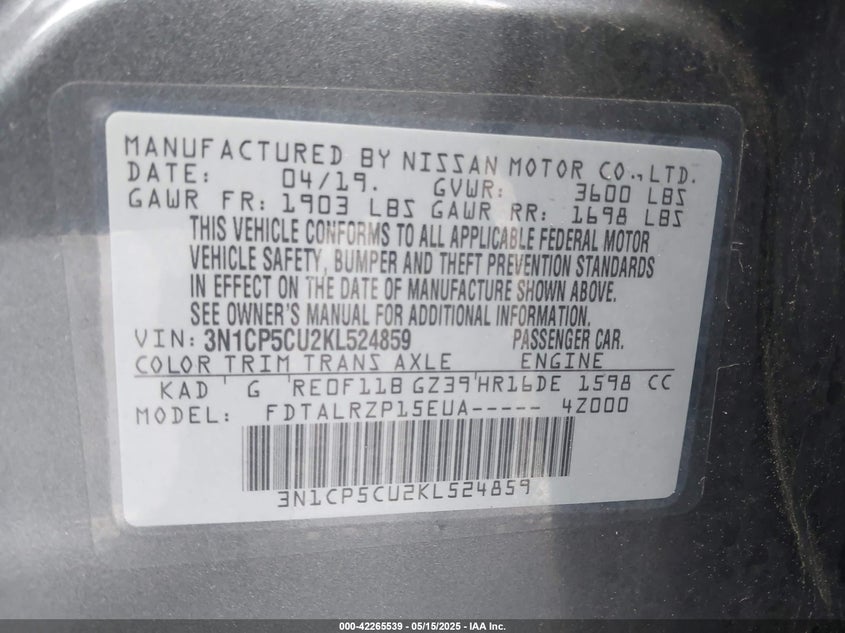 MANUFACTURED BY NISSAN MOTOR CO.,LTD.
DATE: 04/19. GVWR: 3600 LBS
GAWR FR: 1903 LBS GAWR RR: 1698 LBS
THIS VEHICLE CONFORMS TO ALL APPLICABLE FEDERAL MOTOR
VEHICLE SAFETY, BUMPER AND THEFT PREVENTION STANDARDS
IN EFFECT ON THE DATE OF MANUFACTURE SHOWN ABOVE.
SEE OWNER'S MANUAL FOR ADDITIONAL INFORMATION.
VIN: 3N1CP5CU2KL524859 PASSENGER CAR.
COLOR TRIM TRANS AXLE ENGINE
KAD G RE0F11B GZ39 HR16DE 1598 CC
MODEL: FDTALRZP15EUA----- 4Z000
3N1CP5CU2KL524859
000-42265539 - 05/15/2025 - IAA Inc.